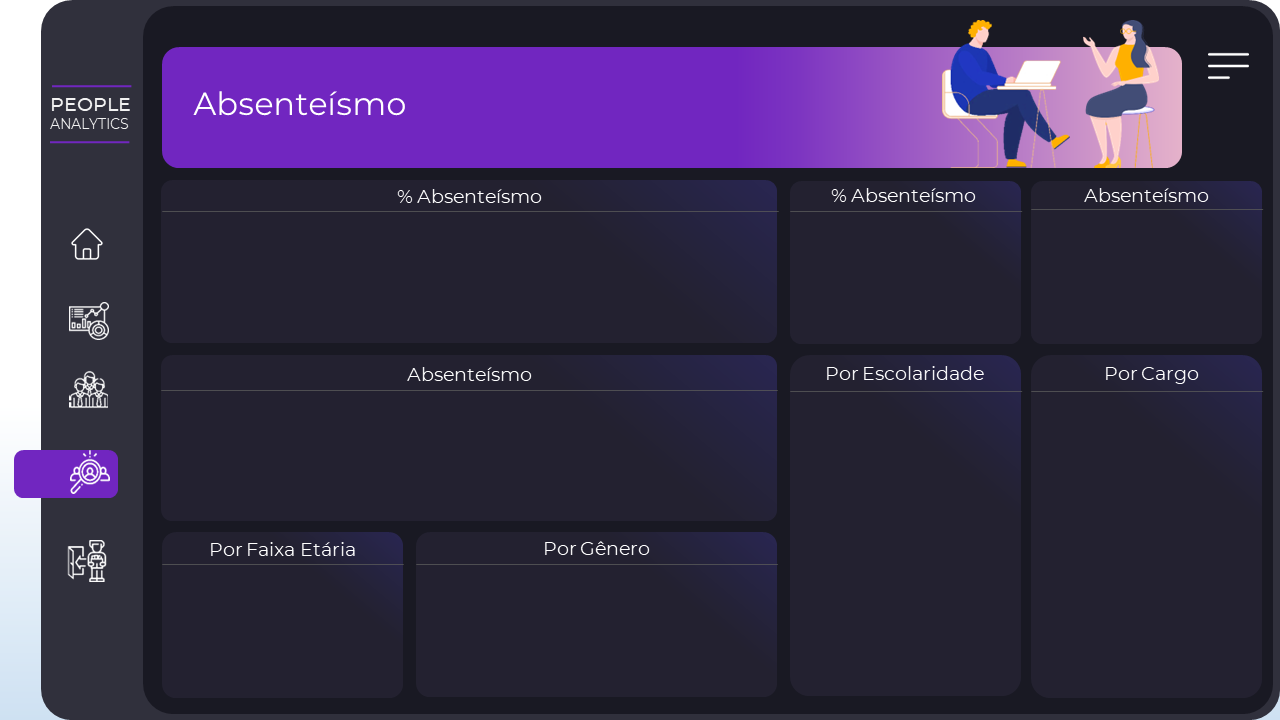 PEOPLE
ANALYTICS
Absenteísmo
% Absenteísmo
% Absenteísmo
Absenteísmo
Absenteísmo
Por Escolaridade
Por Cargo
Por Faixa Etária
Por Gênero